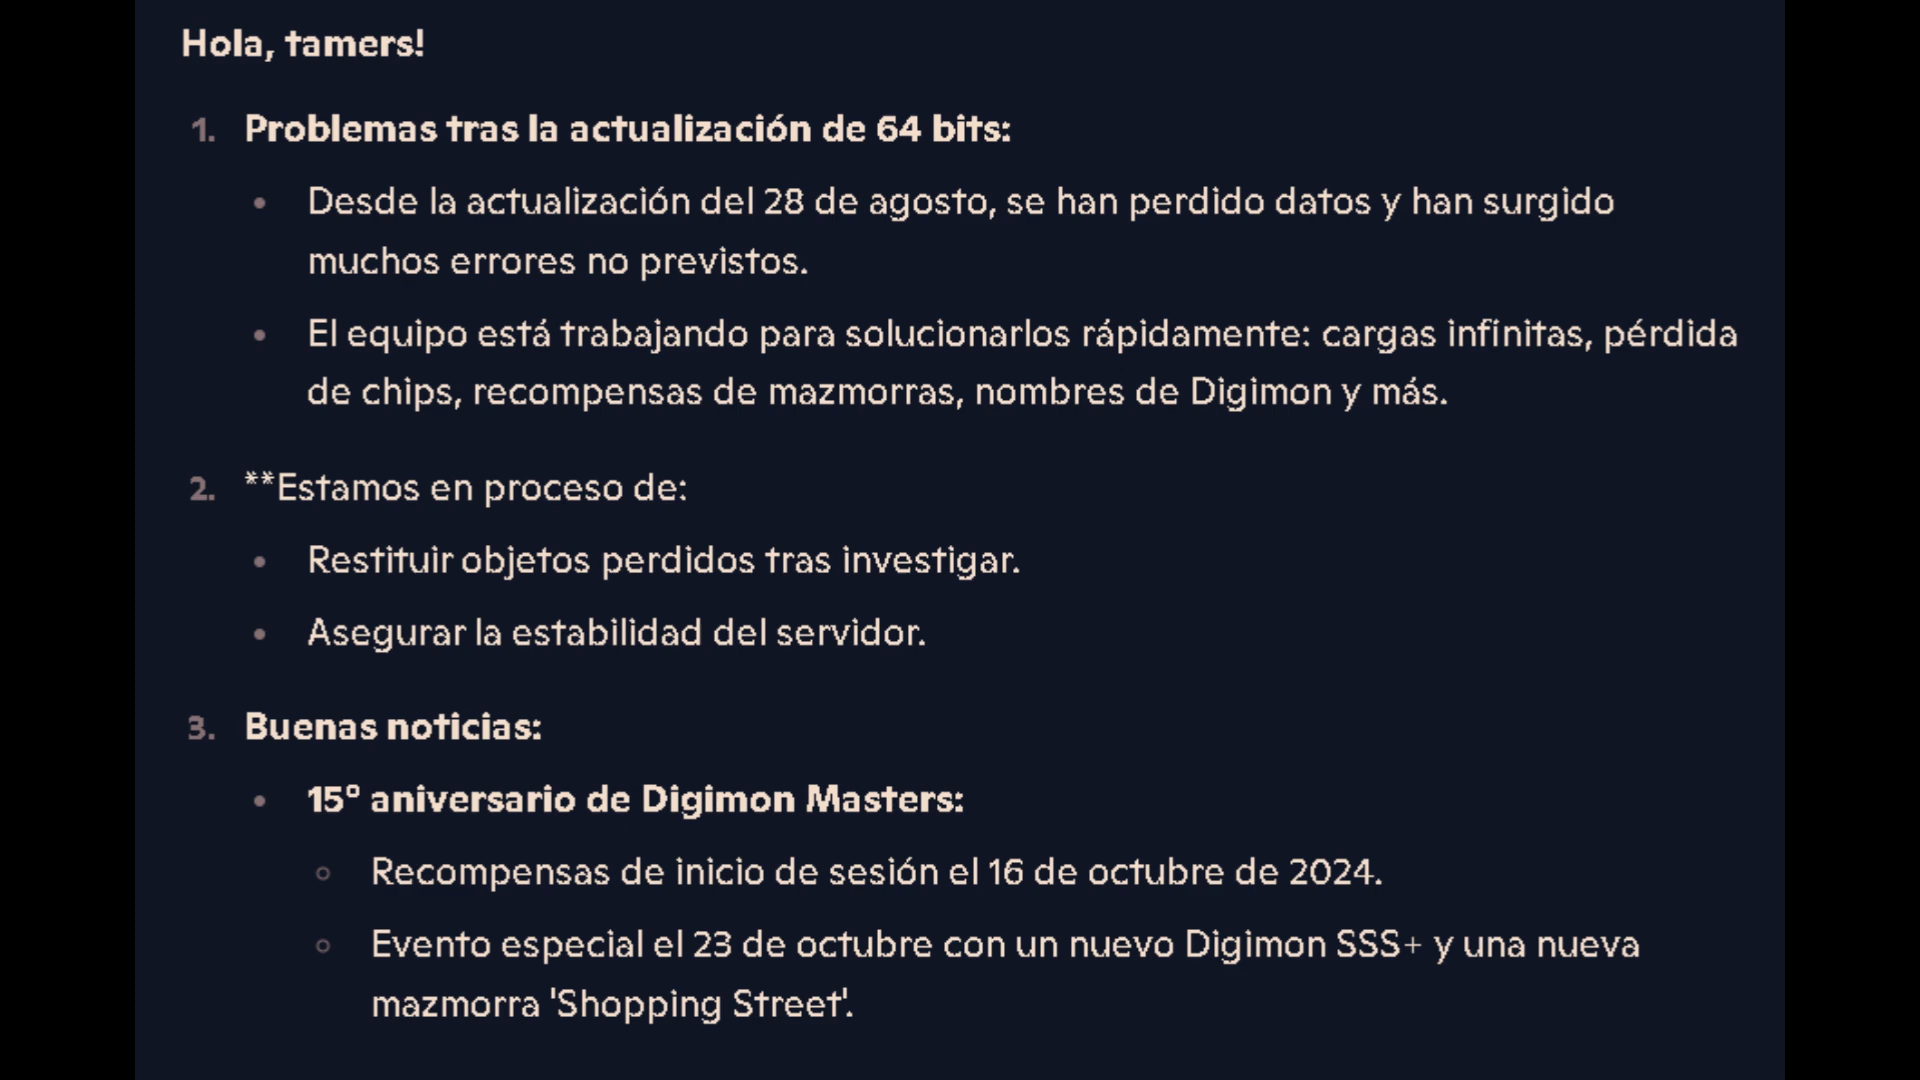 Hola, tamers!
1. Problemas tras la actualización de 64 bits:
• Desde la actualización del 28 de agosto, se han perdido datos y han surgido
muchos errores no previstos.
• El equipo está trabajando para solucionarlos rápidamente: cargas infinitas, pérdida
de chips, recompensas de mazmorras, nombres de Digimon y más.
2. **Estamos en proceso de:
• Restituir objetos perdidos tras investigar.
• Asegurar la estabilidad del servidor.
3. Buenas noticias:
• 15º aniversario de Digimon Masters:
◦ Recompensas de inicio de sesión el 16 de octubre de 2024.
◦ Evento especial el 23 de octubre con un nuevo Digimon SSS+ y una nueva
mazmorra 'Shopping Street'.